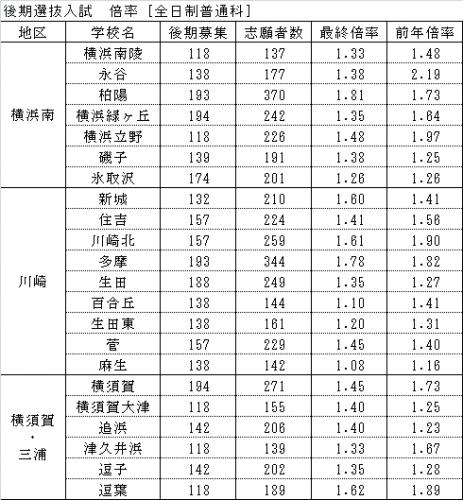 後期選抜入試　倍率 [全日制普通科]
地区 学校名 後期募集 志願者数 最終倍率 前年倍率
横浜南
横浜南陵 118 137 1.33 1.48
永谷 138 177 1.38 2.19
柏陽 193 370 1.81 1.73
横浜緑ヶ丘 194 242 1.35 1.64
横浜立野 118 226 1.48 1.97
磯子 139 191 1.38 1.25
氷取沢 174 201 1.26 1.26
川崎
新城 132 210 1.60 1.41
住吉 157 224 1.41 1.56
川崎北 157 259 1.61 1.90
多摩 193 344 1.78 1.82
生田 188 249 1.35 1.27
百合丘 138 144 1.10 1.41
生田東 138 161 1.20 1.31
菅 157 229 1.45 1.40
麻生 138 142 1.08 1.16
横須賀
・
三浦
横須賀 194 271 1.45 1.73
横須賀大津 118 155 1.40 1.25
追浜 142 206 1.40 1.23
津久井浜 118 139 1.33 1.67
逗子 142 202 1.35 1.28
逗葉 118 189 1.62 1.89